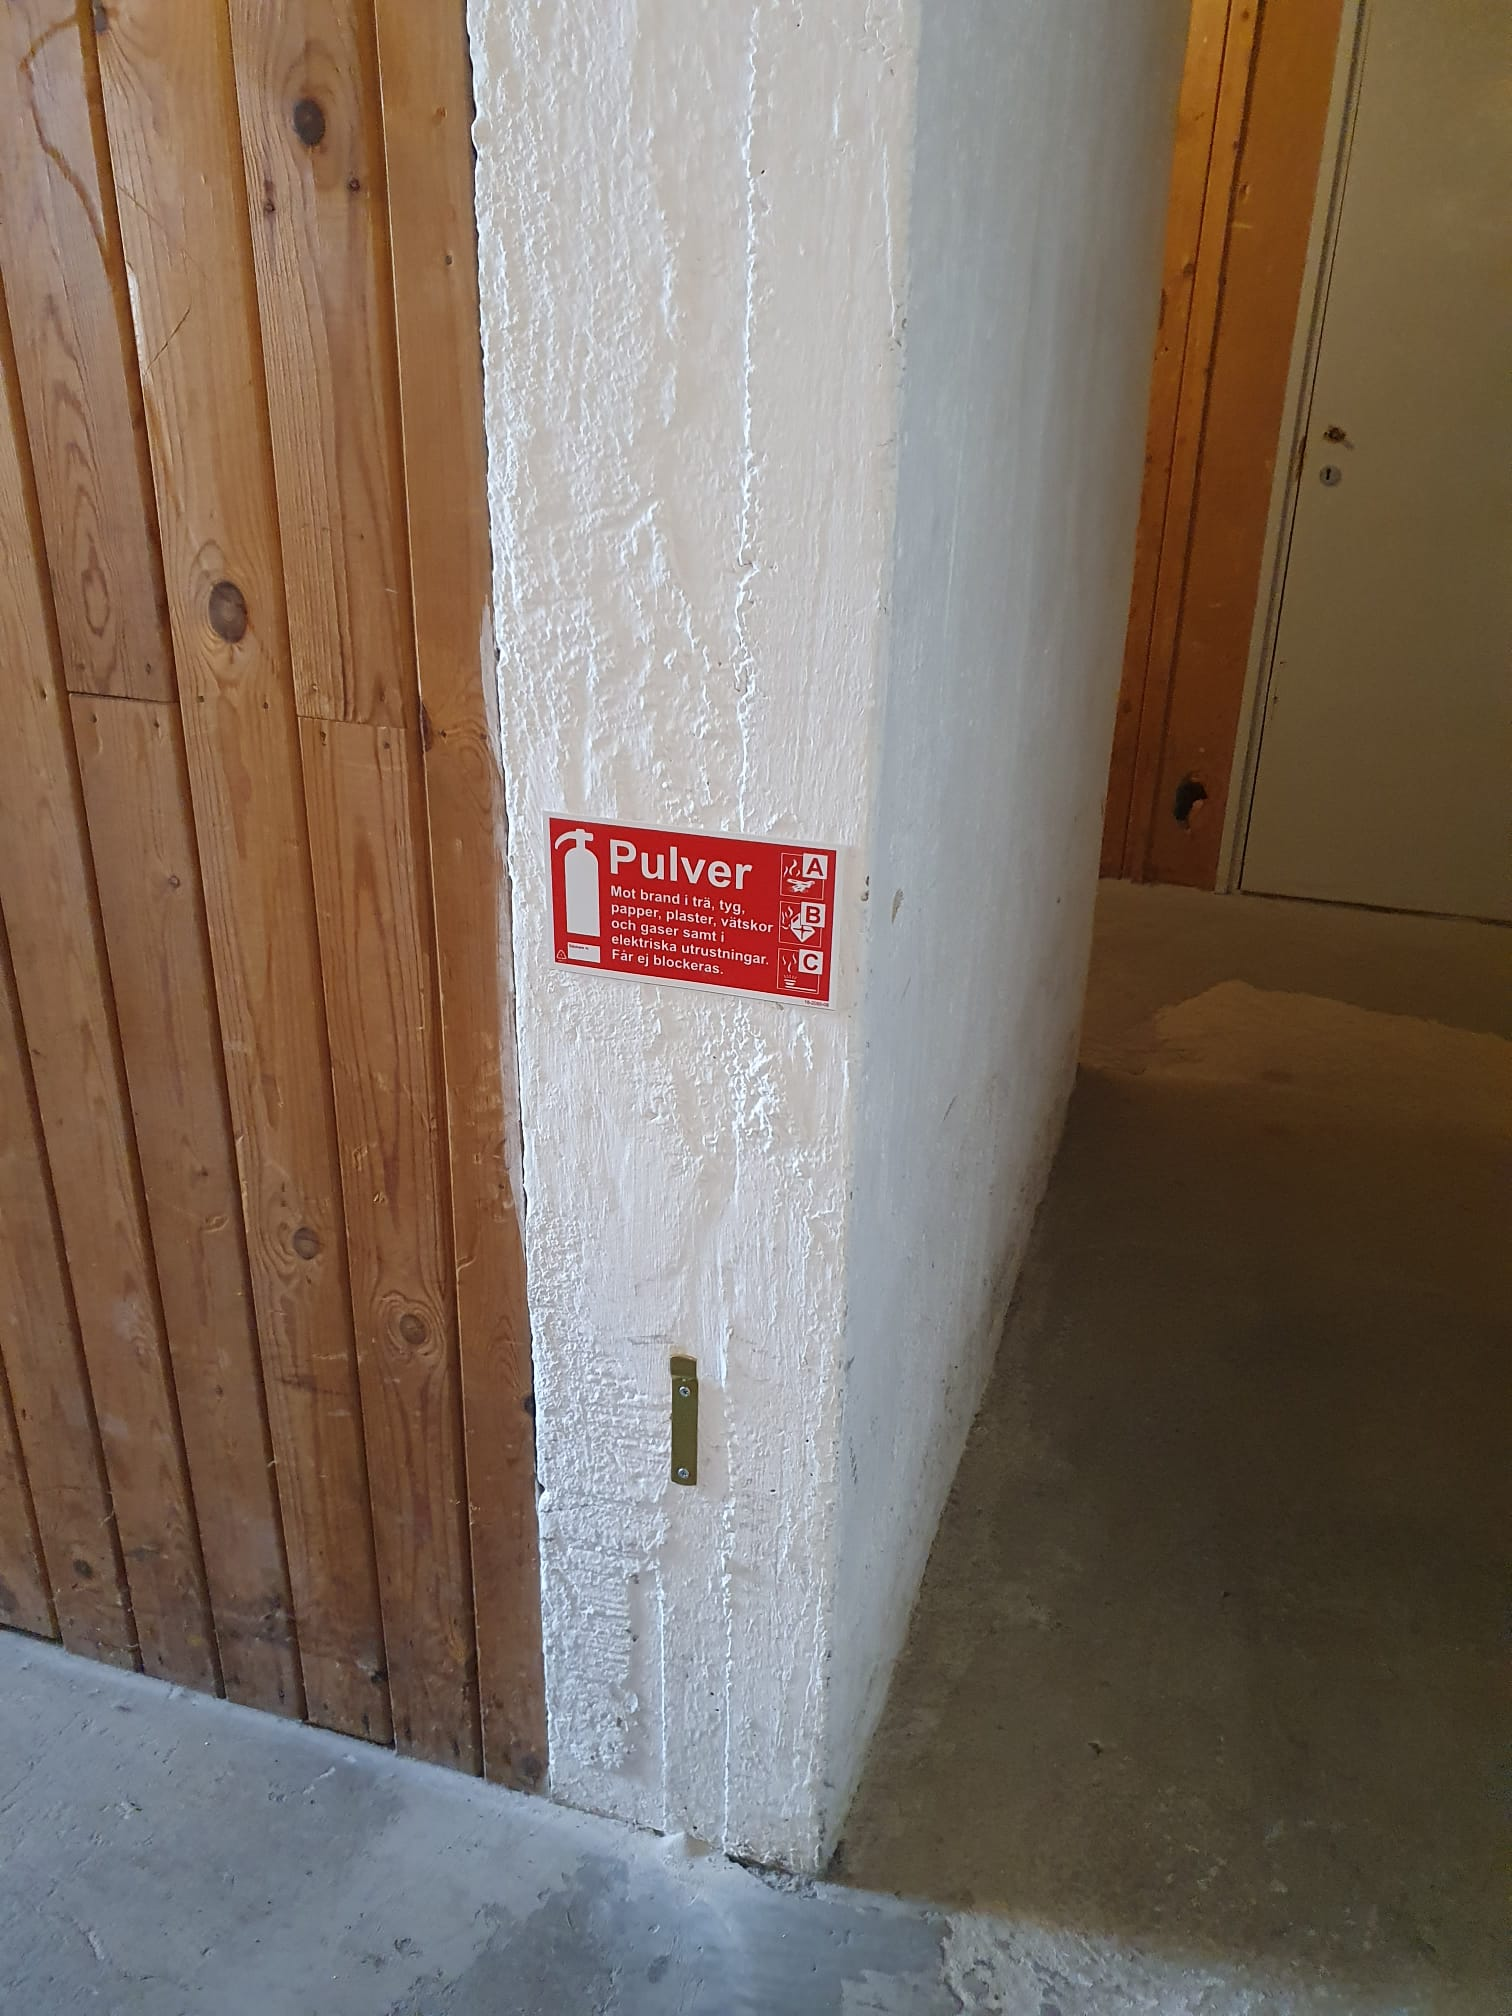 Pulver
Mot brand i trä, tyg,
papper, plaster, vätskor
och gaser samt i
elektriska utrustningar.
Får ej blockeras.
A
B
C